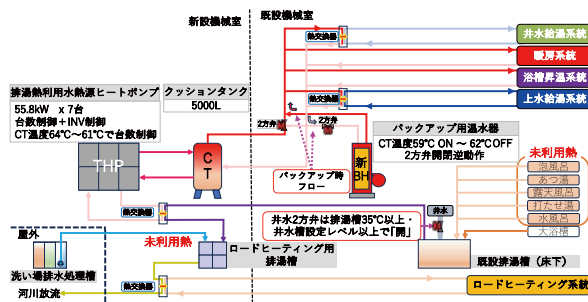 新設機械室
既設機械室
熱交換器
井水給湯系統
暖房系統
浴槽昇温系統
熱交換器
上水給湯系統
排湯熱利用水熱源ヒートポンプ
55.8kW x 7台
台数制御+INV制御
CT温度64℃~61℃で台数制御
クッションタンク
5000L
2方弁
2方弁
THP
CT
新BH
バックアップ用温水器
CT温度59℃ON ~ 62℃OFF
2方弁開閉逆動作
バックアップ時
フロー
未利用熱
泡風呂
あつ湯
露天風呂
打たせ湯
水風呂
大浴槽
熱交換器
井水2方弁は排湯槽35℃以上・
井水槽設定レベル以上で「開」
井水
屋外
未利用熱
洗い場排水処理槽
ロードヒーティング用
排湯槽
既設排湯槽(床下)
熱交換器
河川放流
ロードヒーティング系統